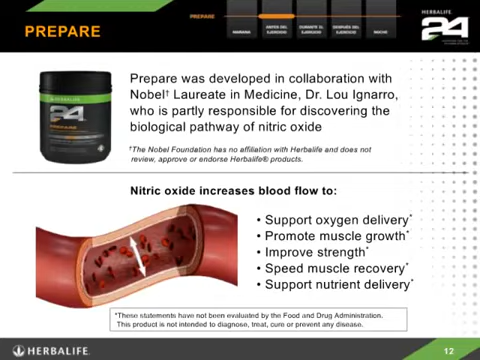 PREPARE
PREPARE
MAÑANA
ANTES DEL EJERCICIO
DURANTE EL EJERCICIO
DESPUÉS DEL EJERCICIO
NOCHE
HERBALIFE
24
HERBALIFE
24
PREPARE
Prepare was developed in collaboration with
Nobel† Laureate in Medicine, Dr. Lou Ignarro,
who is partly responsible for discovering the
biological pathway of nitric oxide
†The Nobel Foundation has no affiliation with Herbalife and does not
review, approve or endorse Herbalife® products.
Nitric oxide increases blood flow to:
• Support oxygen delivery*
• Promote muscle growth*
• Improve strength*
• Speed muscle recovery*
• Support nutrient delivery*
*These statements have not been evaluated by the Food and Drug Administration.
This product is not intended to diagnose, treat, cure or prevent any disease.
HERBALIFE
12